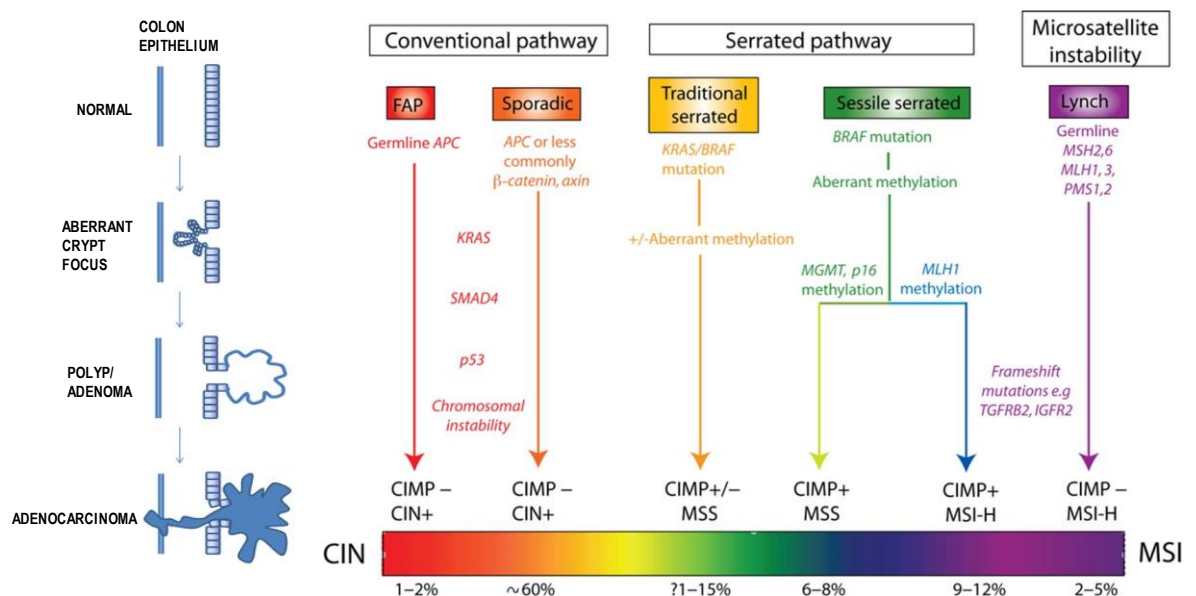 COLON
EPITHELIUM
NORMAL
ABERRANT
CRYPT
FOCUS
POLYP/
ADENOMA
ADENOCARCINOMA
Conventional pathway
Serrated pathway
Microsatellite
instability
FAP
Sporadic
Traditional
serrated
Sessile serrated
Lynch
Germline APC
APC or less
commonly
β-catenin, axin
KRAS/BRAF
mutation
BRAF mutation
Aberrant methylation
Germline
MSH2,6
MLH1, 3,
PMS1,2
KRAS
+/-Aberrant methylation
SMAD4
MGMT, p16
methylation
MLH1
methylation
p53
Chromosomal
instability
Frameshift
mutations e.g
TGFRB2, IGFR2
CIMP –
CIN+
CIMP –
CIN+
CIMP+/–
MSS
CIMP+
MSS
CIMP+
MSI-H
CIMP –
MSI-H
CIN
MSI
1–2%
~60%
?1–15%
6–8%
9–12%
2–5%